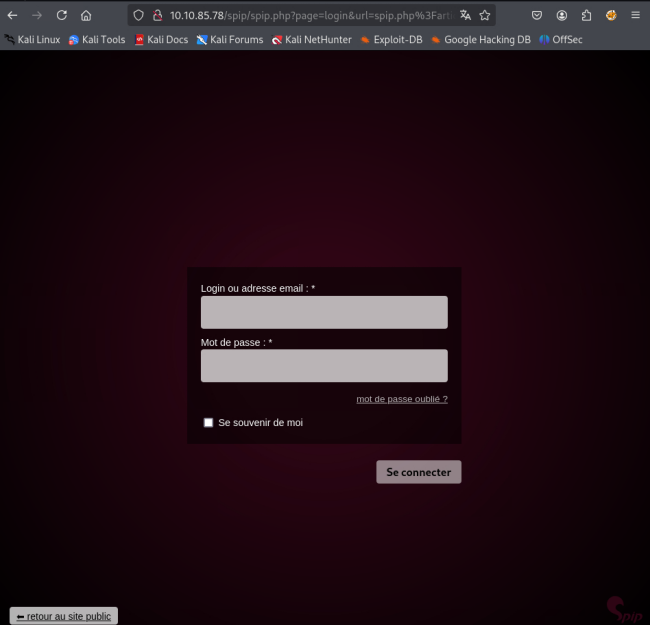 10.10.85.78/spip/spip.php?page=login&url=spip.php%3Fart
Kali Linux Kali Tools Kali Docs Kali Forums Kali NetHunter Exploit-DB Google Hacking DB OffSec
Login ou adresse email : *
Mot de passe : *
mot de passe oublié ?
Se souvenir de moi
Se connecter
⬅ retour au site public
Spip